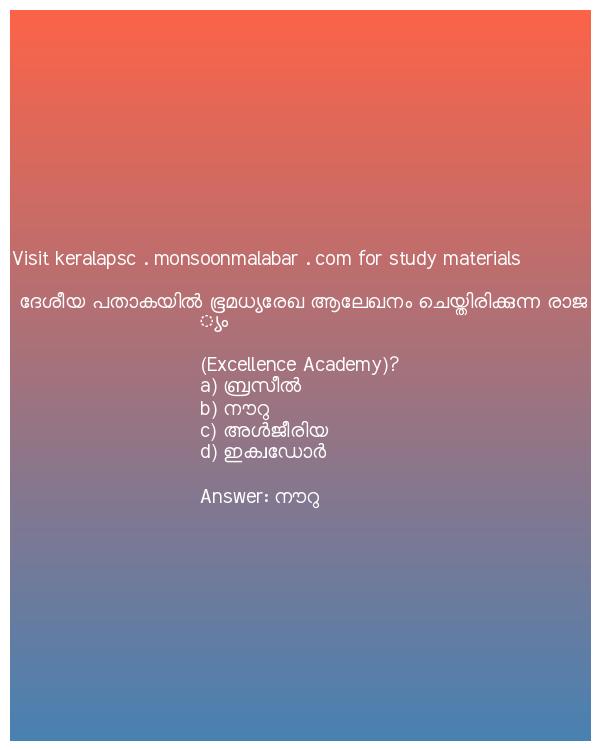 Visit keralapsc . monsoonmalabar . com for study materials
ദേശീയ പതാകയിൽ ഭൂമധ്യരേഖ ആലേഖനം ചെയ്തിരിക്കുന്ന രാജ
്യം
(Excellence Academy)?
a) ബ്രസീൽ
b) നൗറു
c) അൾജീരിയ
d) ഇക്വഡോർ
Answer: നൗറു